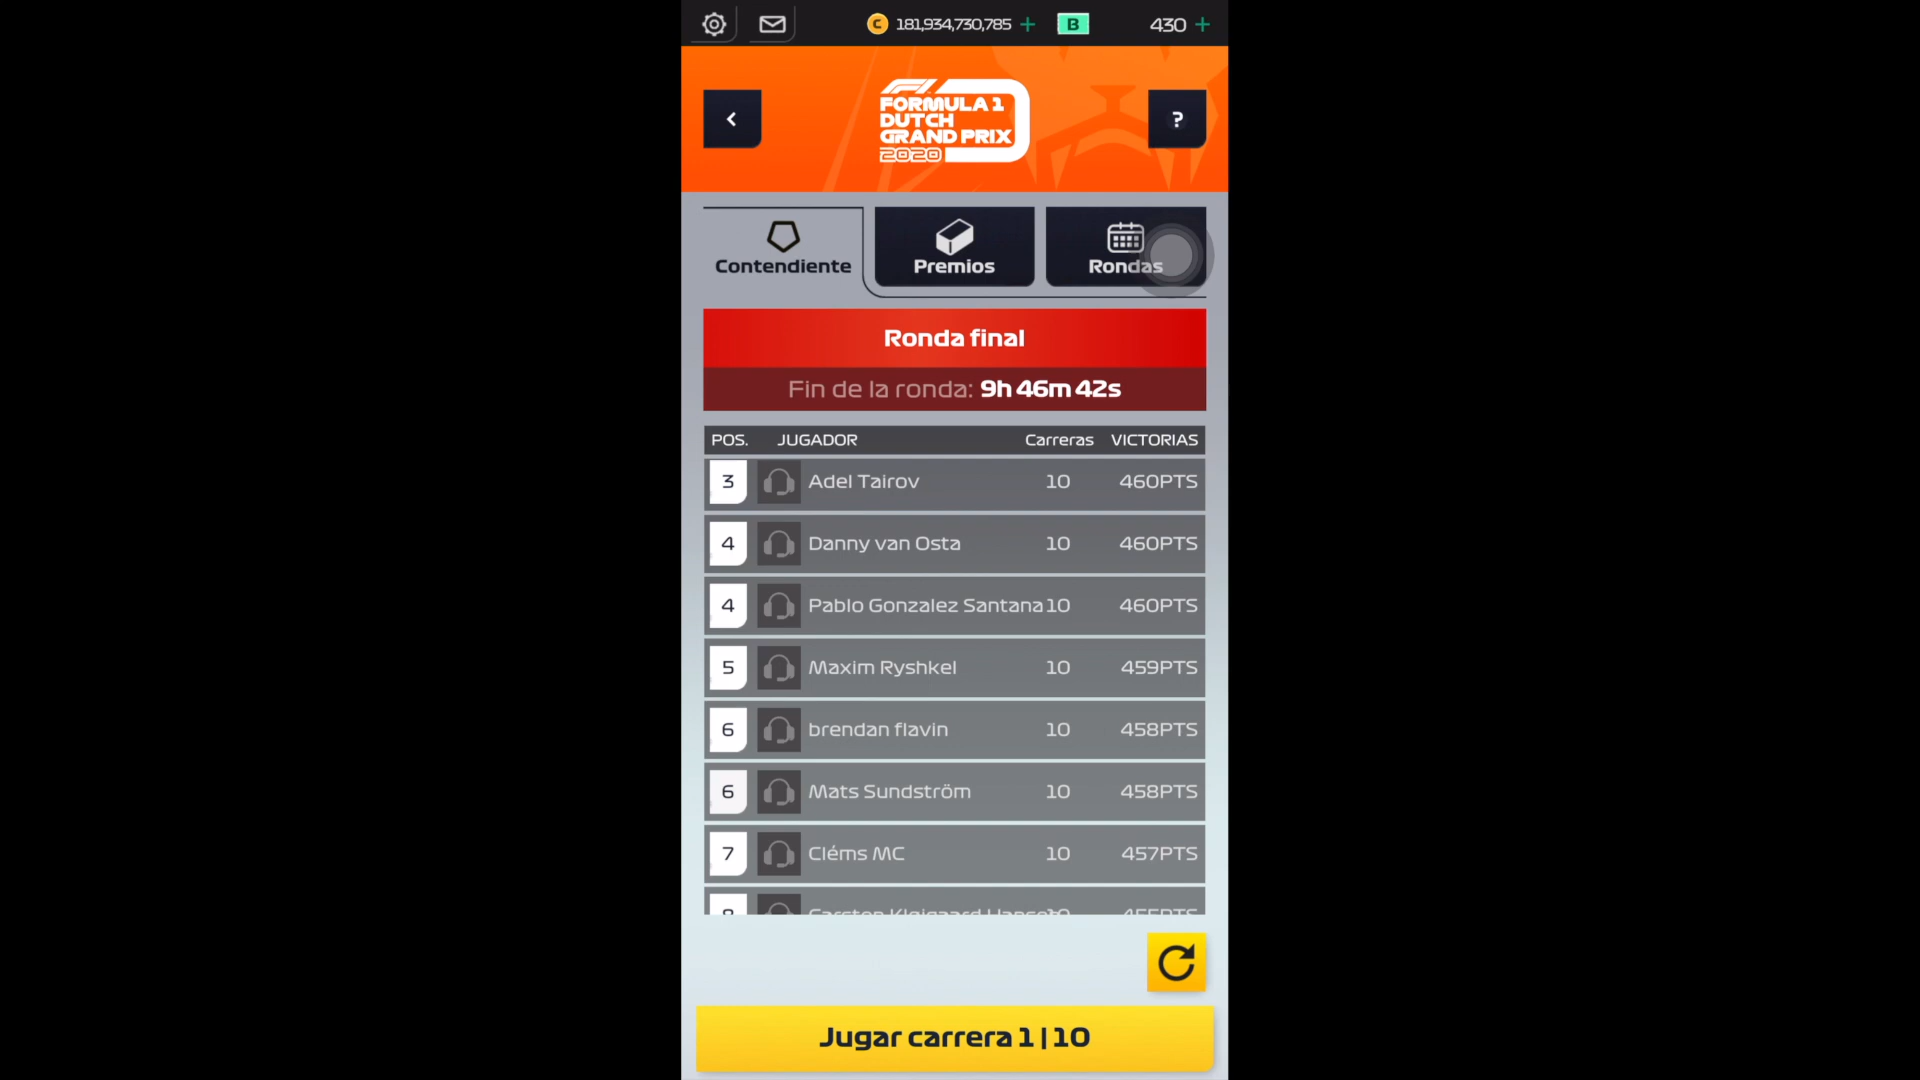 C 181,934,730,785 + B 430 +
FORMULA 1
DUTCH
GRAND PRIX
2020
?
Contendiente Premios Rondas
Ronda final
Fin de la ronda: 9h 46m 42s
POS. JUGADOR Carreras VICTORIAS
3 Adel Tairov 10 460PTS
4 Danny van Osta 10 460PTS
4 Pablo Gonzalez Santana 10 460PTS
5 Maxim Ryshkel 10 459PTS
6 brendan flavin 10 458PTS
6 Mats Sundström 10 458PTS
7 Cléms MC 10 457PTS
8 10 455PTS
Jugar carrera 1|10